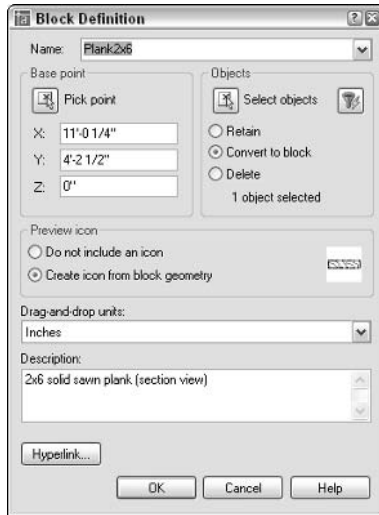 Block Definition
Name: Plank2x6
Base point
Pick point
X: 11'-0 1/4"
Y: 4'-2 1/2"
Z: 0"
Objects
Select objects
Retain
Convert to block
Delete
1 object selected
Preview icon
Do not include an icon
Create icon from block geometry
Drag-and-drop units:
Inches
Description:
2x6 solid sawn plank (section view)
Hyperlink...
OK Cancel Help